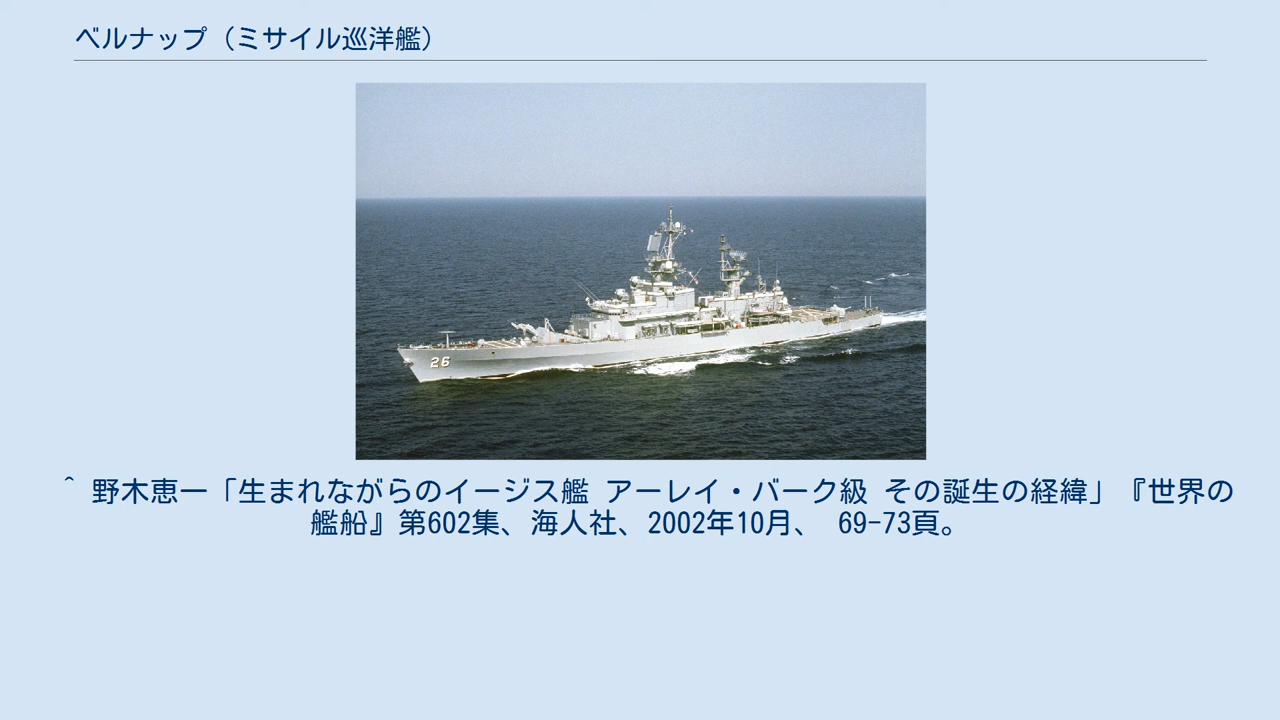 ベルナップ（ミサイル巡洋艦）
26
^ 野木恵一「生まれながらのイージス艦 アーレイ・バーク級 その誕生の経緯」『世界の
艦船』第602集、海人社、2002年10月、 69-73頁。